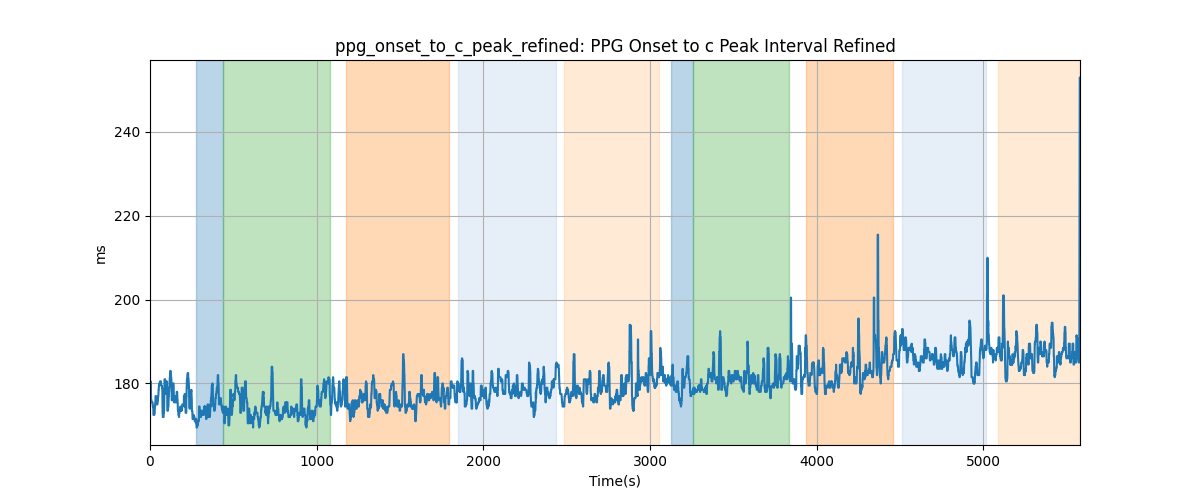 ppg_onset_to_c_peak_refined: PPG Onset to c Peak Interval Refined
240
220
200
180
ms
0 1000 2000 3000 4000 5000
Time(s)